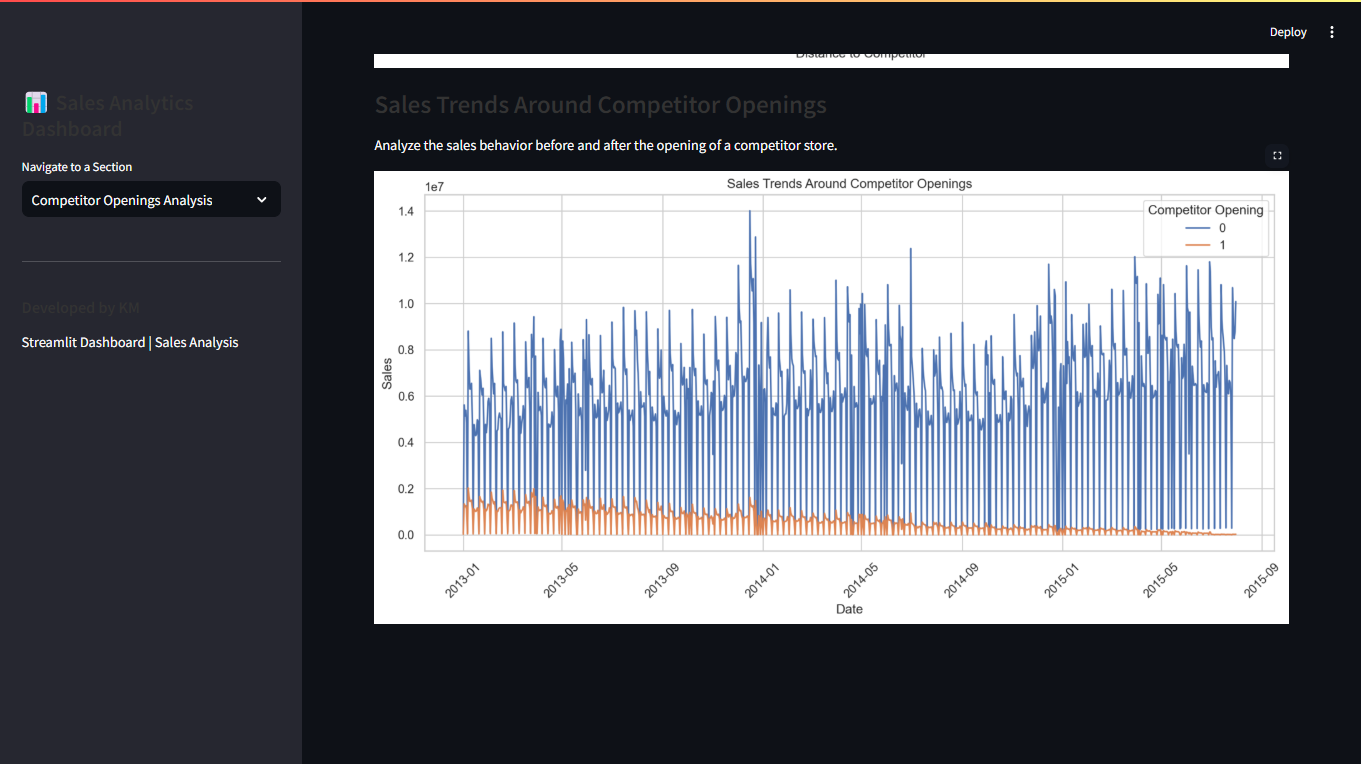 Deploy
Distance to Competitor
Sales Analytics
Dashboard
Navigate to a Section
Competitor Openings Analysis
Developed by KM
Streamlit Dashboard | Sales Analysis
Sales Trends Around Competitor Openings
Analyze the sales behavior before and after the opening of a competitor store.
Sales Trends Around Competitor Openings
1e7
Competitor Opening
0
1
1.4
1.2
1.0
0.8
0.6
0.4
0.2
0.0
Sales
2013-01
2013-05
2013-09
2014-01
2014-05
2014-09
2015-01
2015-05
2015-09
Date